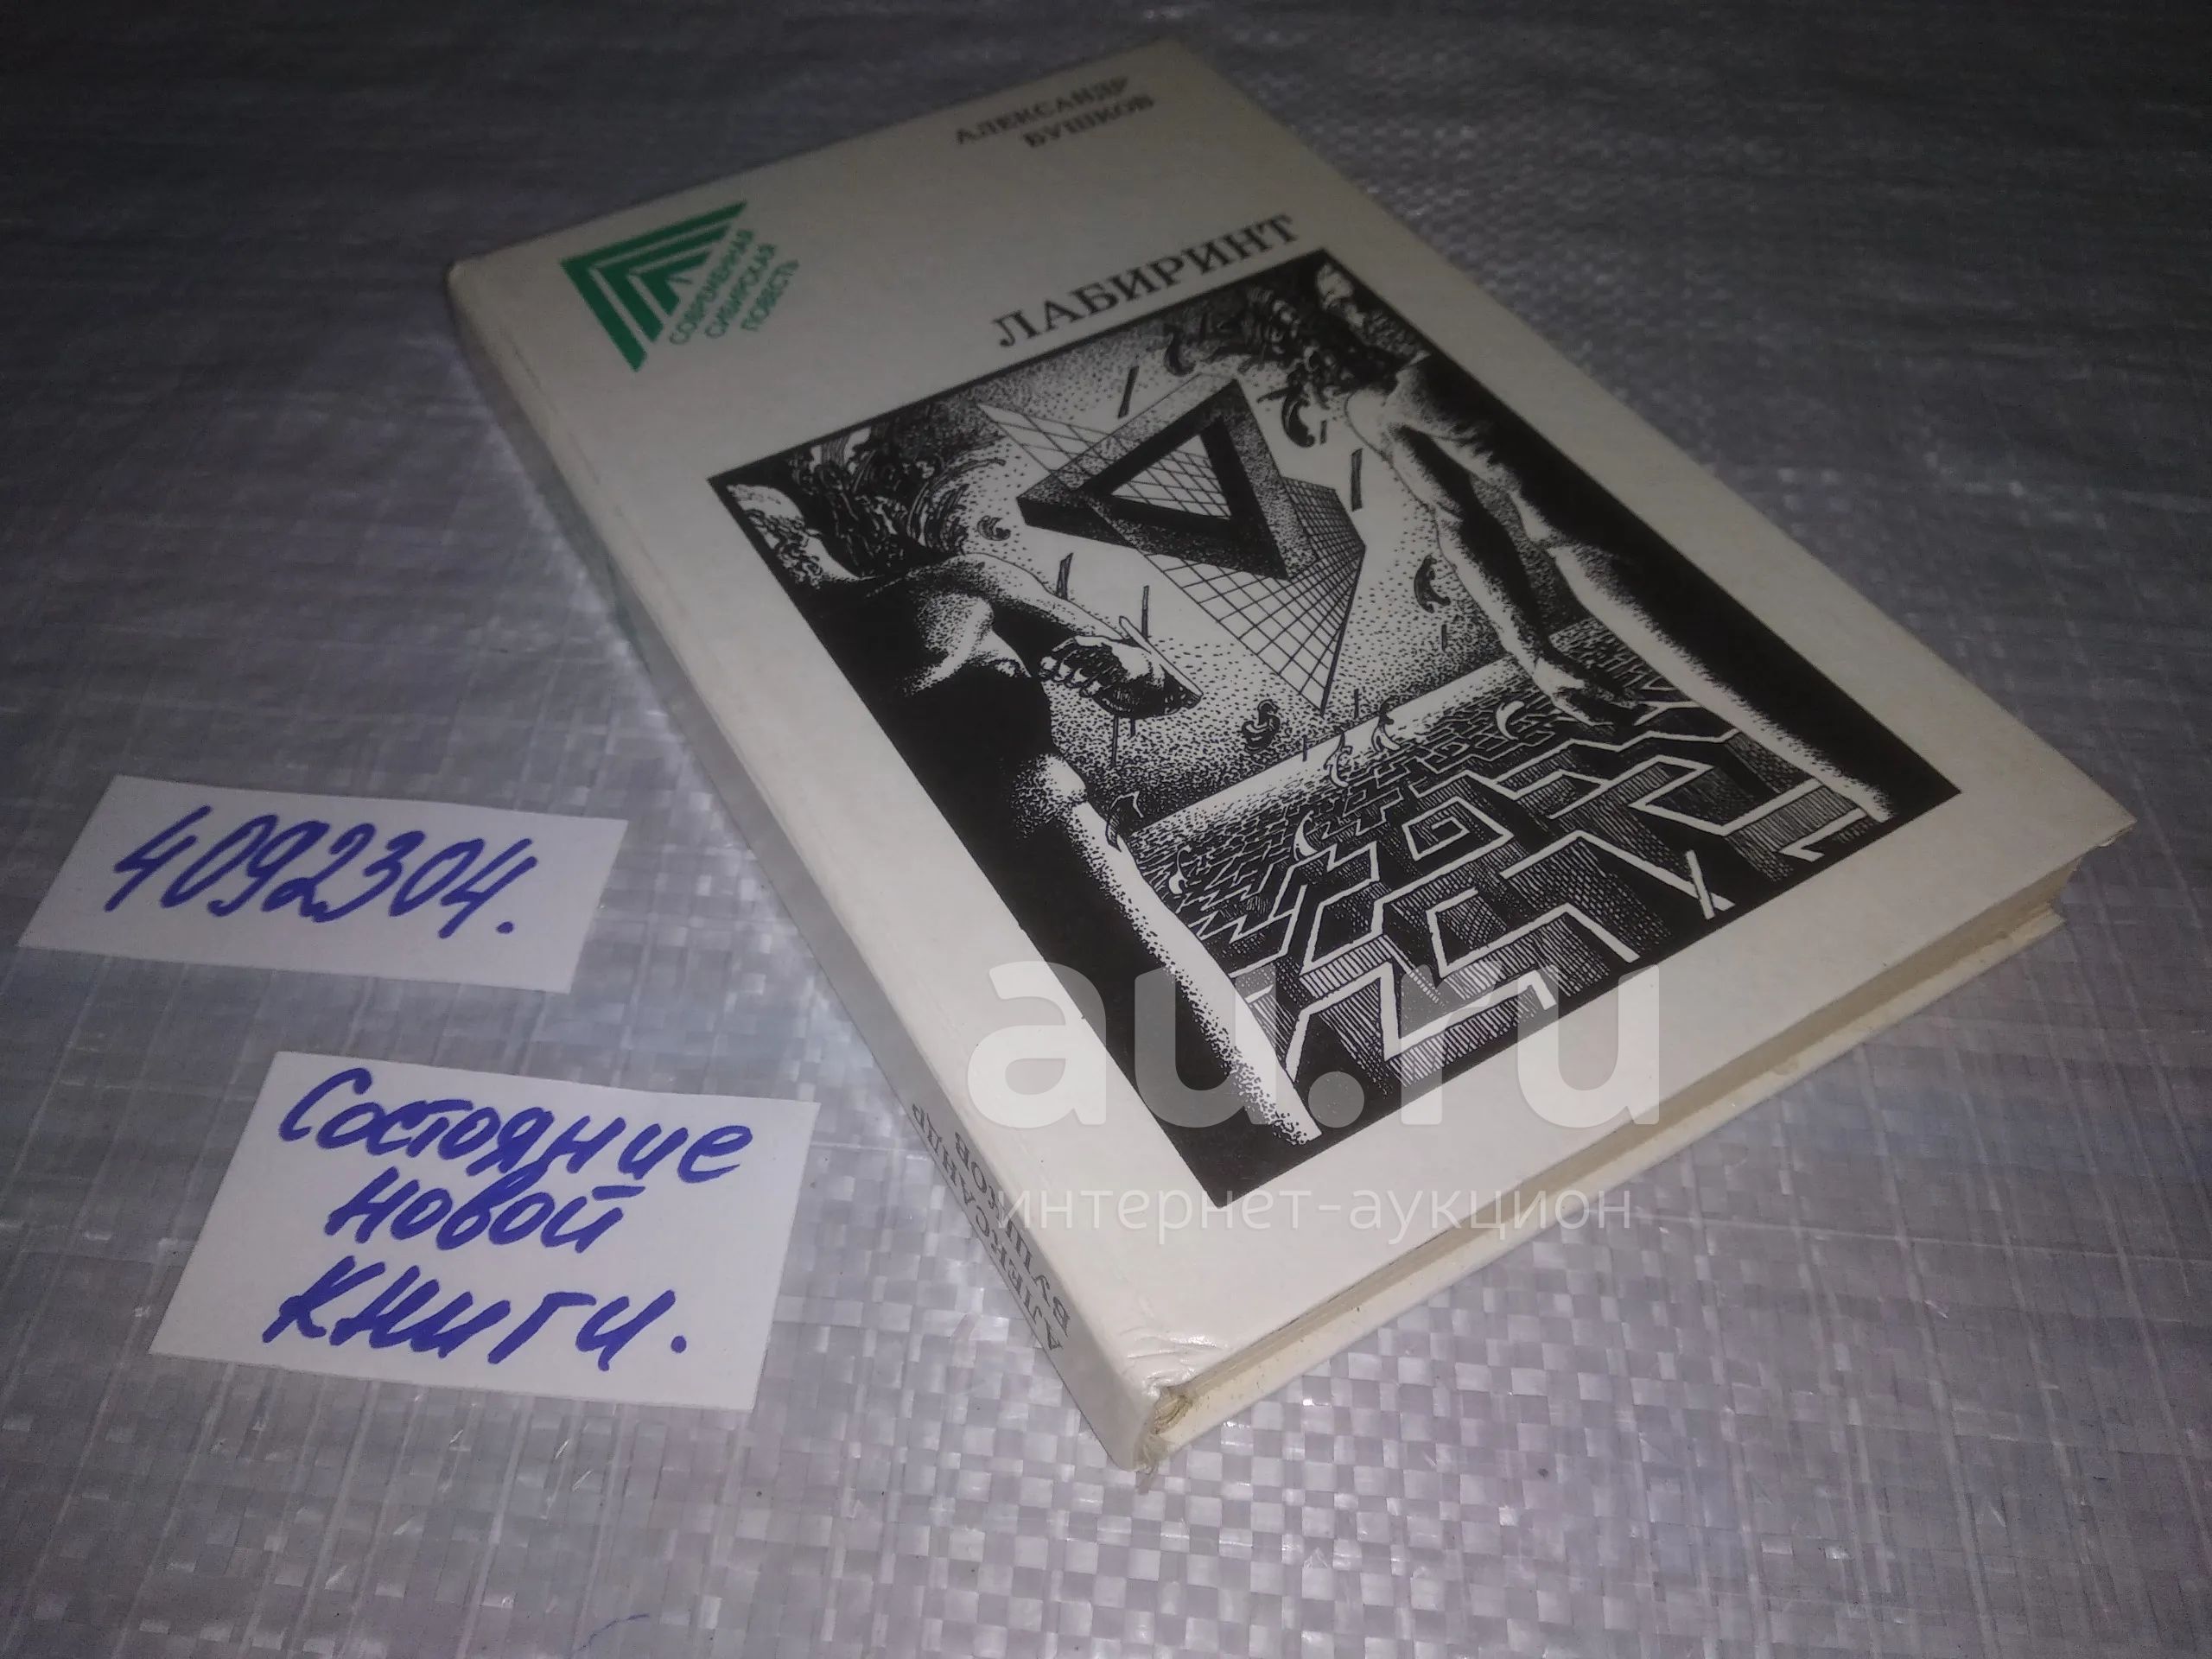 АЛЕКСАНДР
БУШКОВ
СОВРЕМЕННАЯ
СИБИРСКАЯ
ПОВЕСТЬ
ЛАБИРИНТ
4092304.
Состояние
новой
книги.
АЛЕКСАНДР
БУШКОВ
au.ru
интернет-аукцион